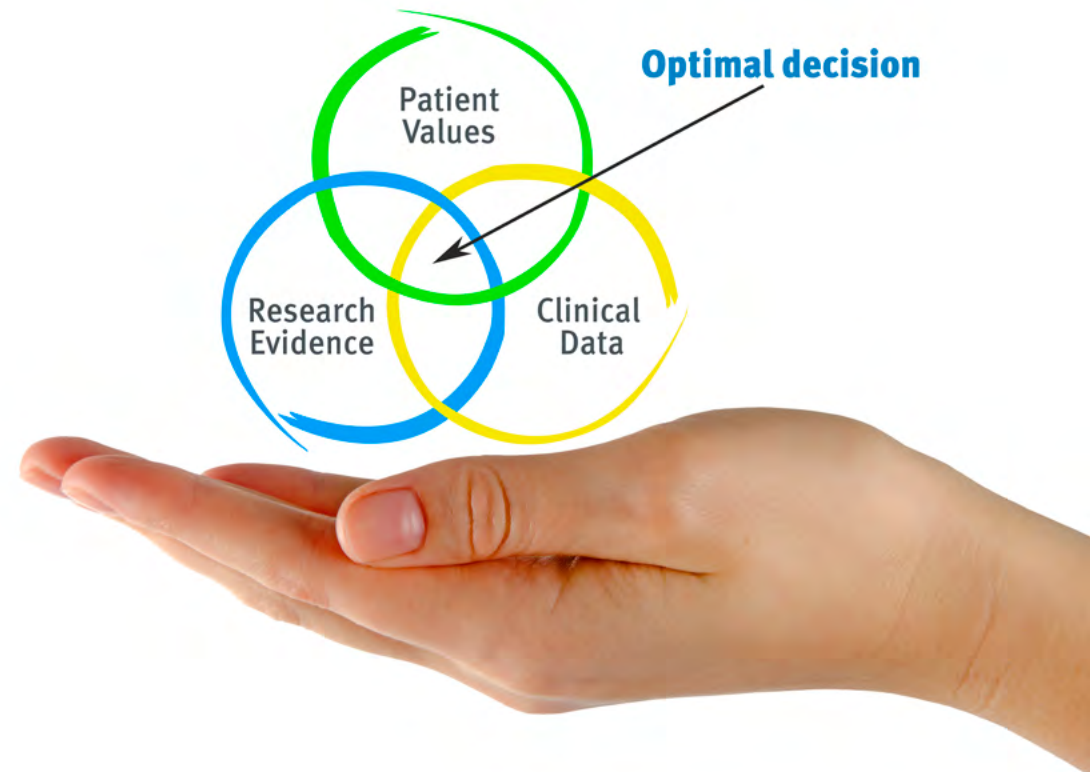 Optimal decision
Patient
Values
Research
Evidence
Clinical
Data